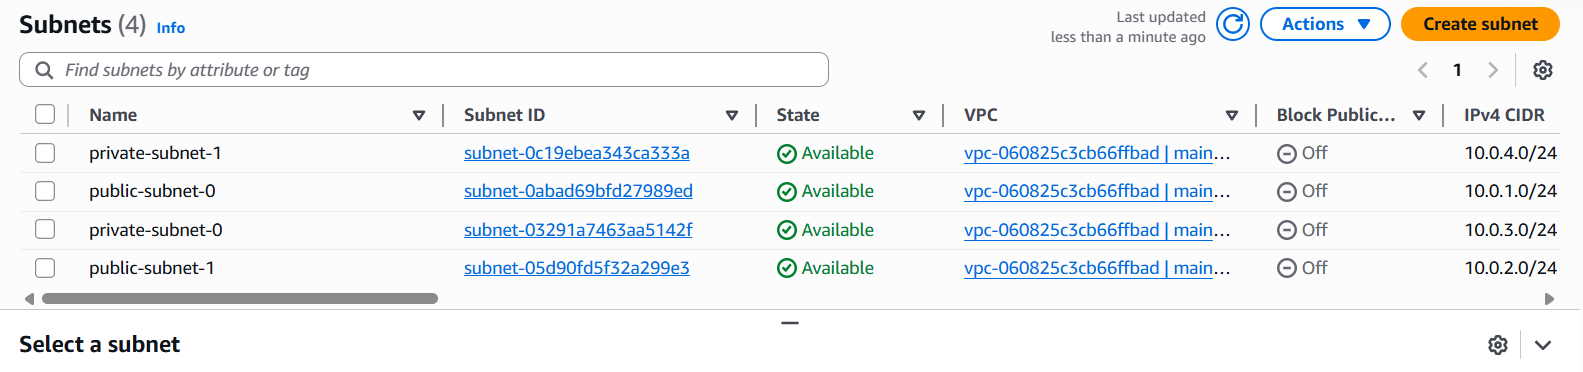 Subnets (4) Info
Last updated
less than a minute ago
Actions
Create subnet
Find subnets by attribute or tag
1
Name Subnet ID State VPC Block Public... IPv4 CIDR
private-subnet-1 subnet-0c19ebea343ca333a Available vpc-060825c3cb66ffbad | main... Off 10.0.4.0/24
public-subnet-0 subnet-0abad69bfd27989ed Available vpc-060825c3cb66ffbad | main... Off 10.0.1.0/24
private-subnet-0 subnet-03291a7463aa5142f Available vpc-060825c3cb66ffbad | main... Off 10.0.3.0/24
public-subnet-1 subnet-05d90fd5f32a299e3 Available vpc-060825c3cb66ffbad | main... Off 10.0.2.0/24
Select a subnet